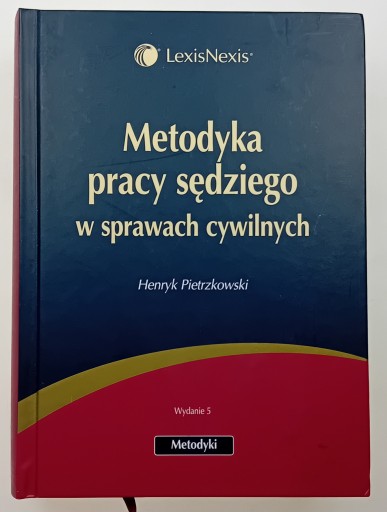 LexisNexis®
Metodyka
pracy sędziego
w sprawach cywilnych
Henryk Pietrzkowski
Wydanie 5
Metodyki